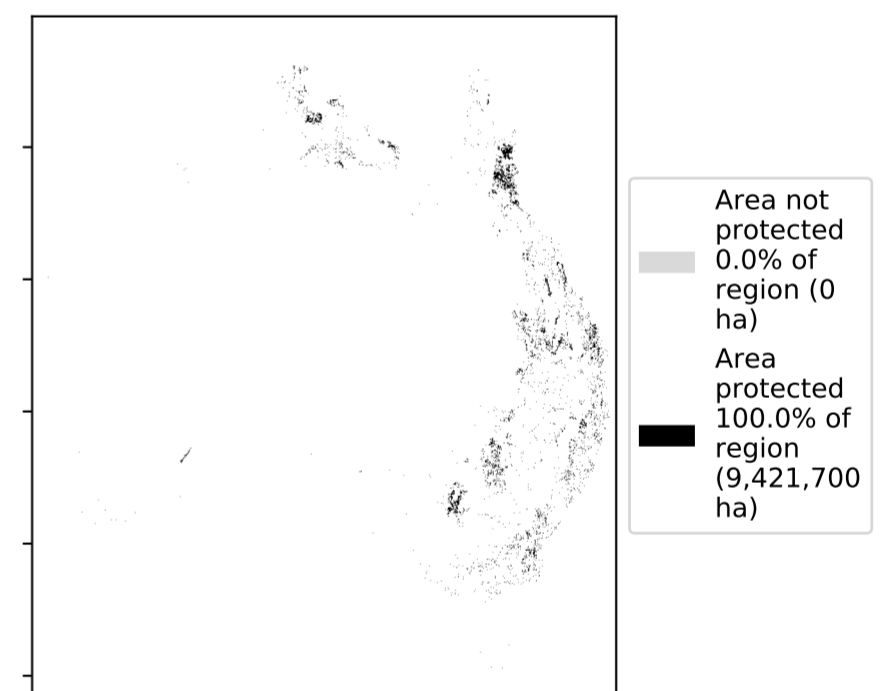 Area not
protected
0.0% of
region (0
ha)
Area
protected
100.0% of
region
(9,421,700
ha)